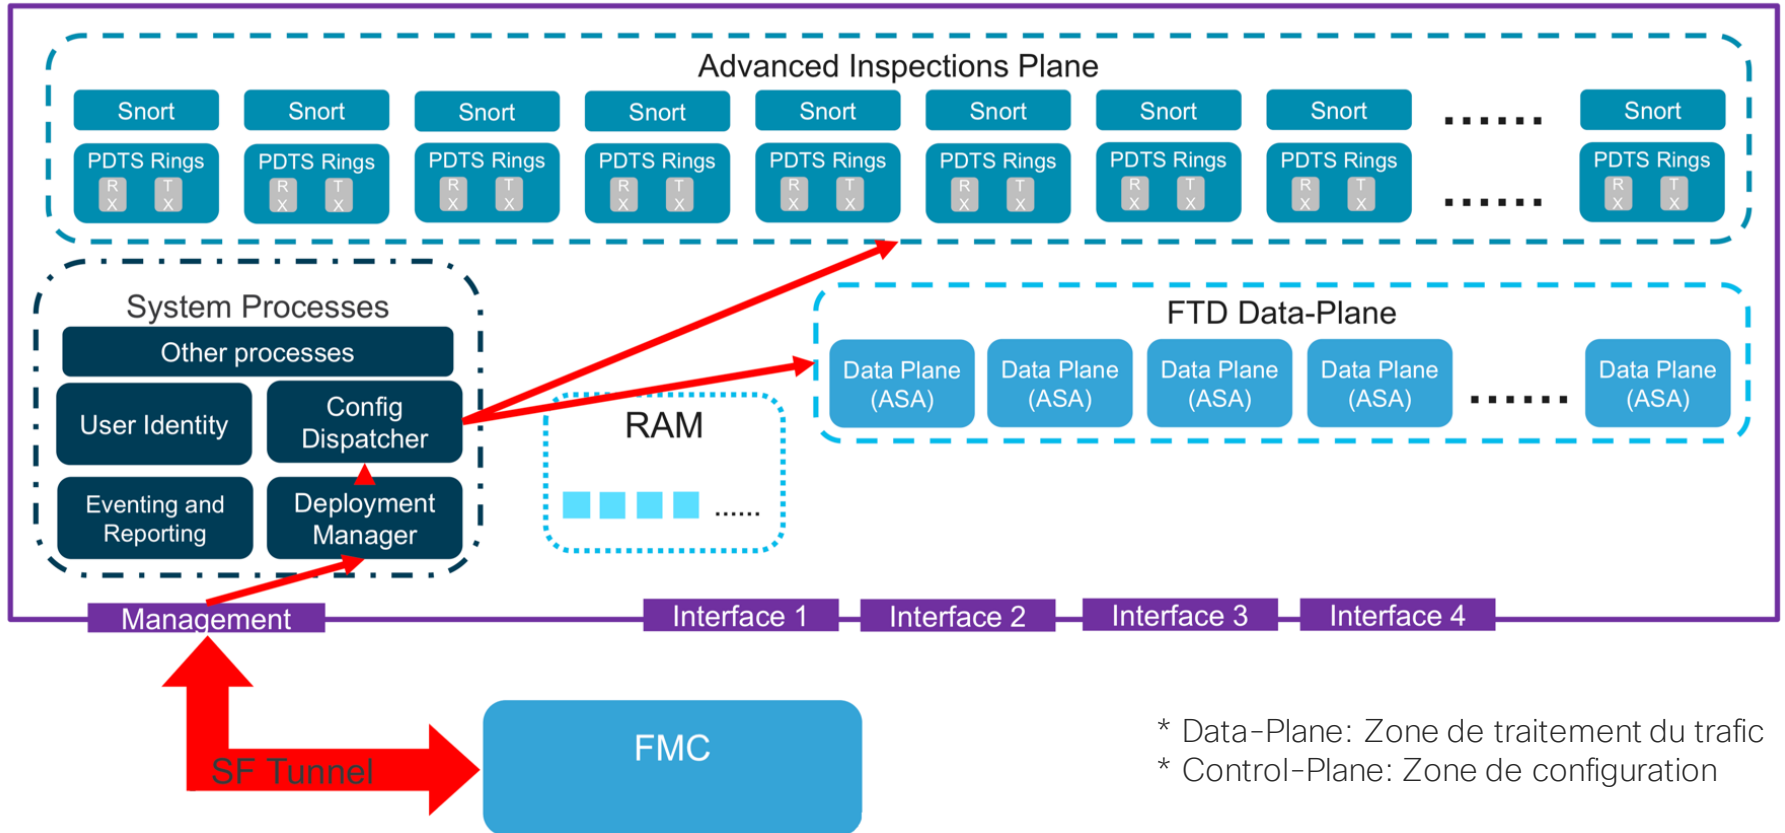 Advanced Inspections Plane
Snort Snort Snort Snort Snort Snort Snort Snort ...... Snort
PDTS Rings PDTS Rings PDTS Rings PDTS Rings PDTS Rings PDTS Rings PDTS Rings PDTS Rings ...... PDTS Rings
R T R T R T R T R T R T R T R T R T
X X X X X X X X X X X X X X X X X X
System Processes
Other processes
User Identity
Config
Dispatcher
Eventing and
Reporting
Deployment
Manager
RAM
......
FTD Data-Plane
Data Plane Data Plane Data Plane Data Plane ...... Data Plane
(ASA) (ASA) (ASA) (ASA) (ASA)
Management
Interface 1
Interface 2
Interface 3
Interface 4
SF Tunnel
FMC
* Data-Plane: Zone de traitement du trafic
* Control-Plane: Zone de configuration